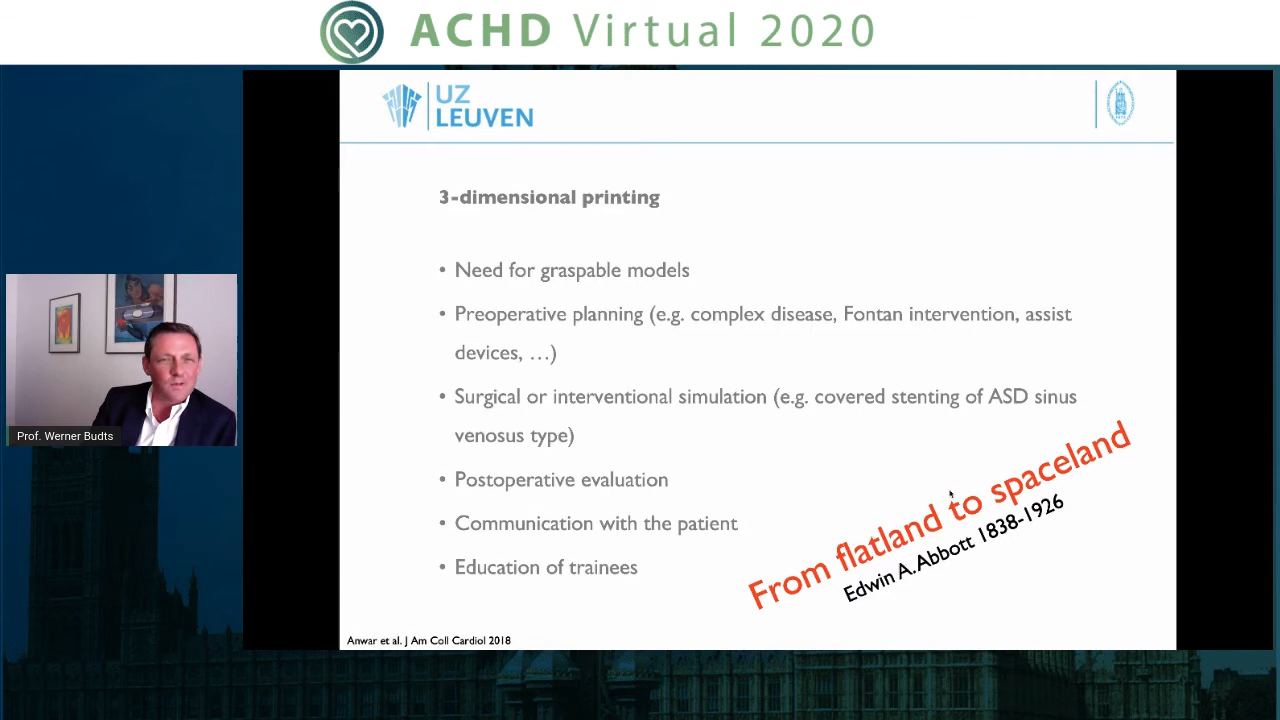 ACHD Virtual 2020
UZ
LEUVEN
3-dimensional printing
• Need for graspable models
• Preoperative planning (e.g. complex disease, Fontan intervention, assist
devices, …)
• Surgical or interventional simulation (e.g. covered stenting of ASD sinus
venosus type)
• Postoperative evaluation
• Communication with the patient
• Education of trainees
From flatland to spaceland
Edwin A. Abbott 1838-1926
Anwar et al. J Am Coll Cardiol 2018
Prof. Werner Budts